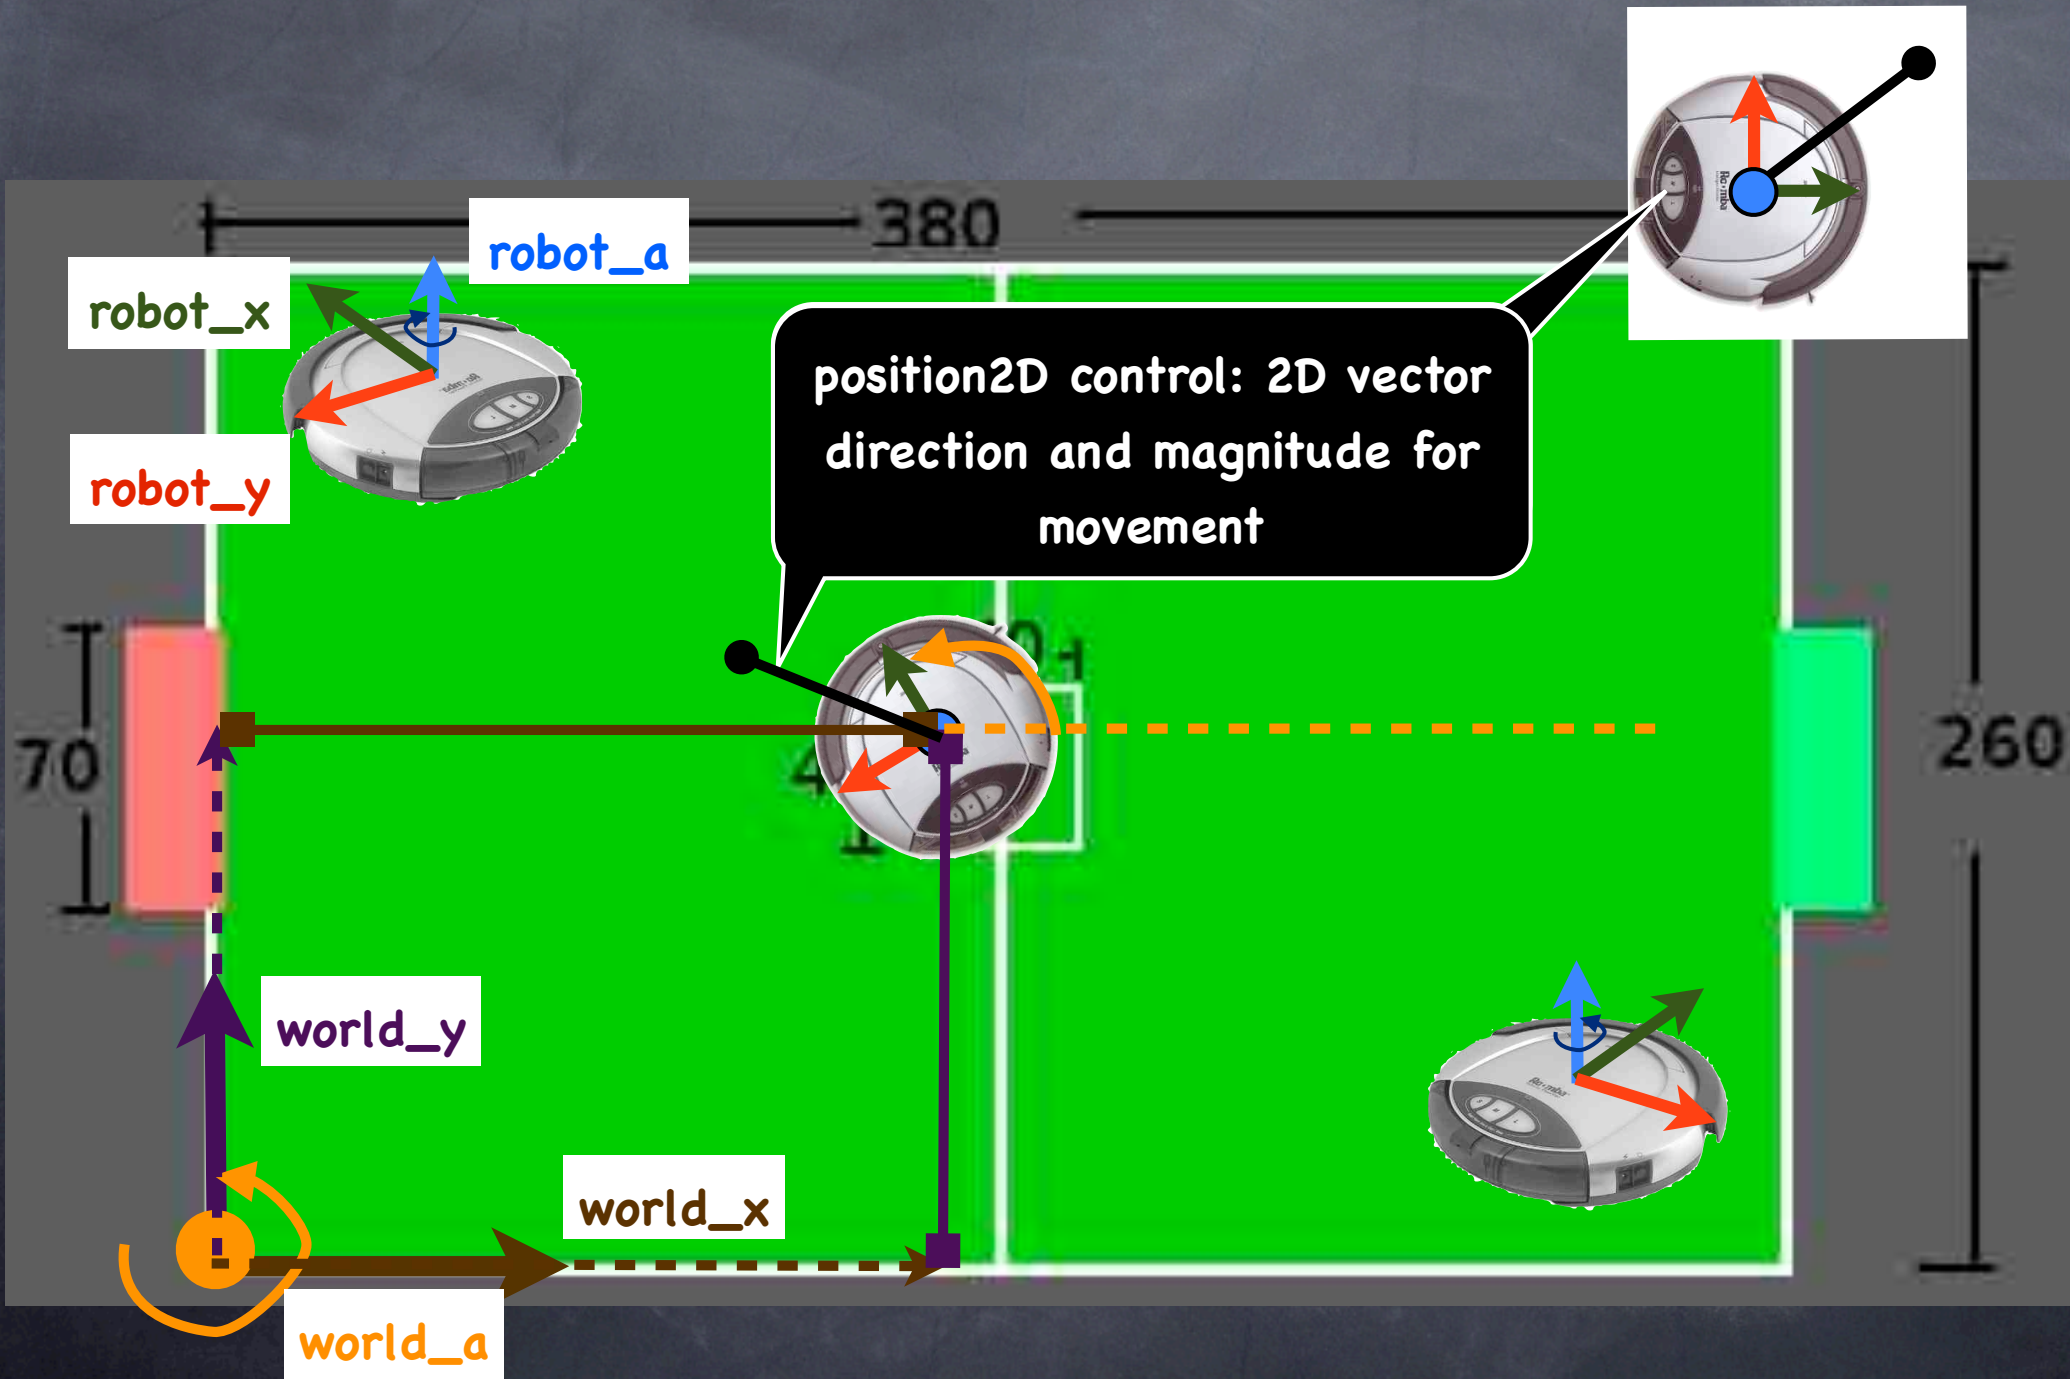 380
robot_a
robot_x
robot_y
position2D control: 2D vector
direction and magnitude for
movement
70
260
world_y
world_x
world_a